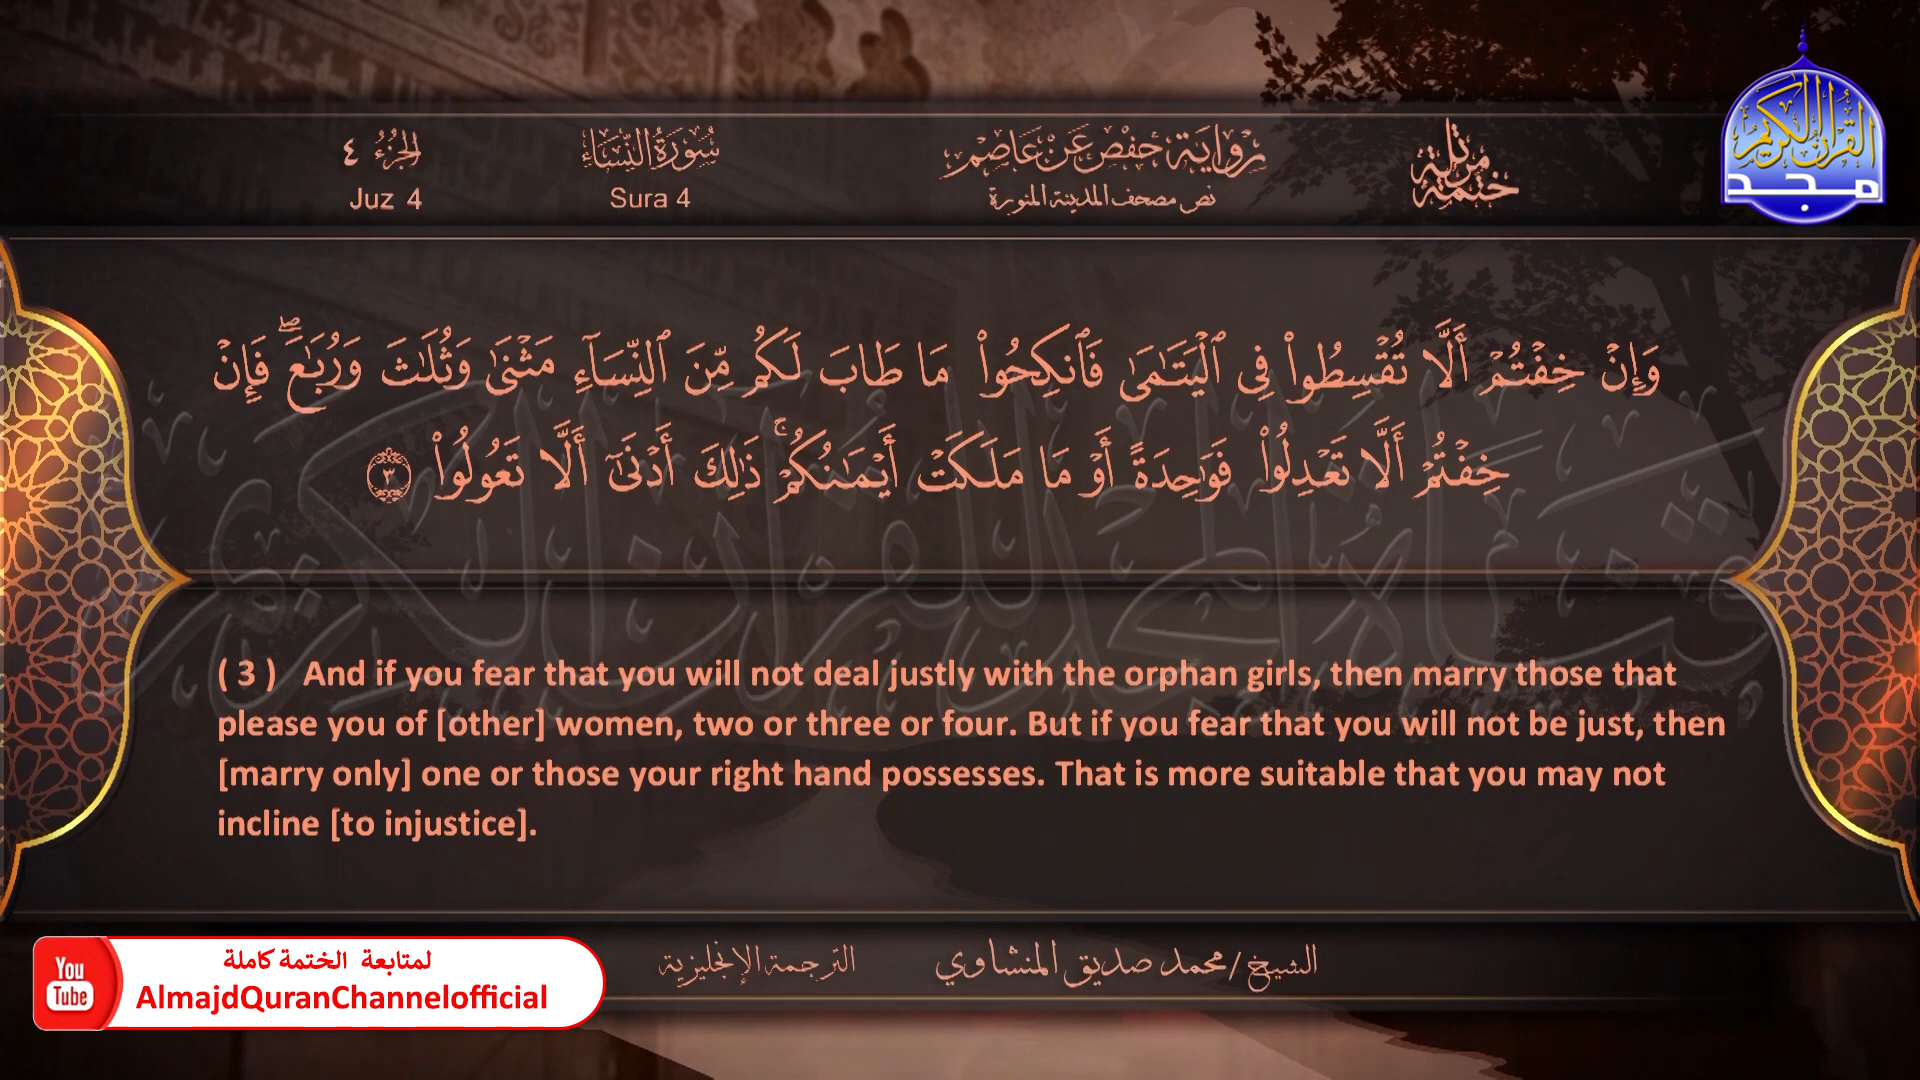 الجزء ٤
Juz 4
سورة النساء
Sura 4
رواية حفص عن عاصم
نص مصحف المدينة المنورة
ختمة مرتلة
القرآن الكريم
مجد
وَإِنۡ خِفۡتُمۡ أَلَّا تُقۡسِطُواْ فِي ٱلۡيَتَٰمَىٰ فَٱنكِحُواْ مَا طَابَ لَكُم مِّنَ ٱلنِّسَآءِ مَثۡنَىٰ وَثُلَٰثَ وَرُبَٰعَۖ فَإِنۡ
خِفۡتُمۡ أَلَّا تَعۡدِلُواْ فَوَٰحِدَةً أَوۡ مَا مَلَكَتۡ أَيۡمَٰنُكُمۡۚ ذَٰلِكَ أَدۡنَىٰٓ أَلَّا تَعُولُواْ ٣
( 3 ) And if you fear that you will not deal justly with the orphan girls, then marry those that
please you of [other] women, two or three or four. But if you fear that you will not be just, then
[marry only] one or those your right hand possesses. That is more suitable that you may not
incline [to injustice].
قناة المجد للقرآن الكريم
الشيخ / محمد صديق المنشاوي
الترجمة الإنجليزية
You
Tube
لمتابعة الختمة كاملة
AlmajdQuranChannelofficial